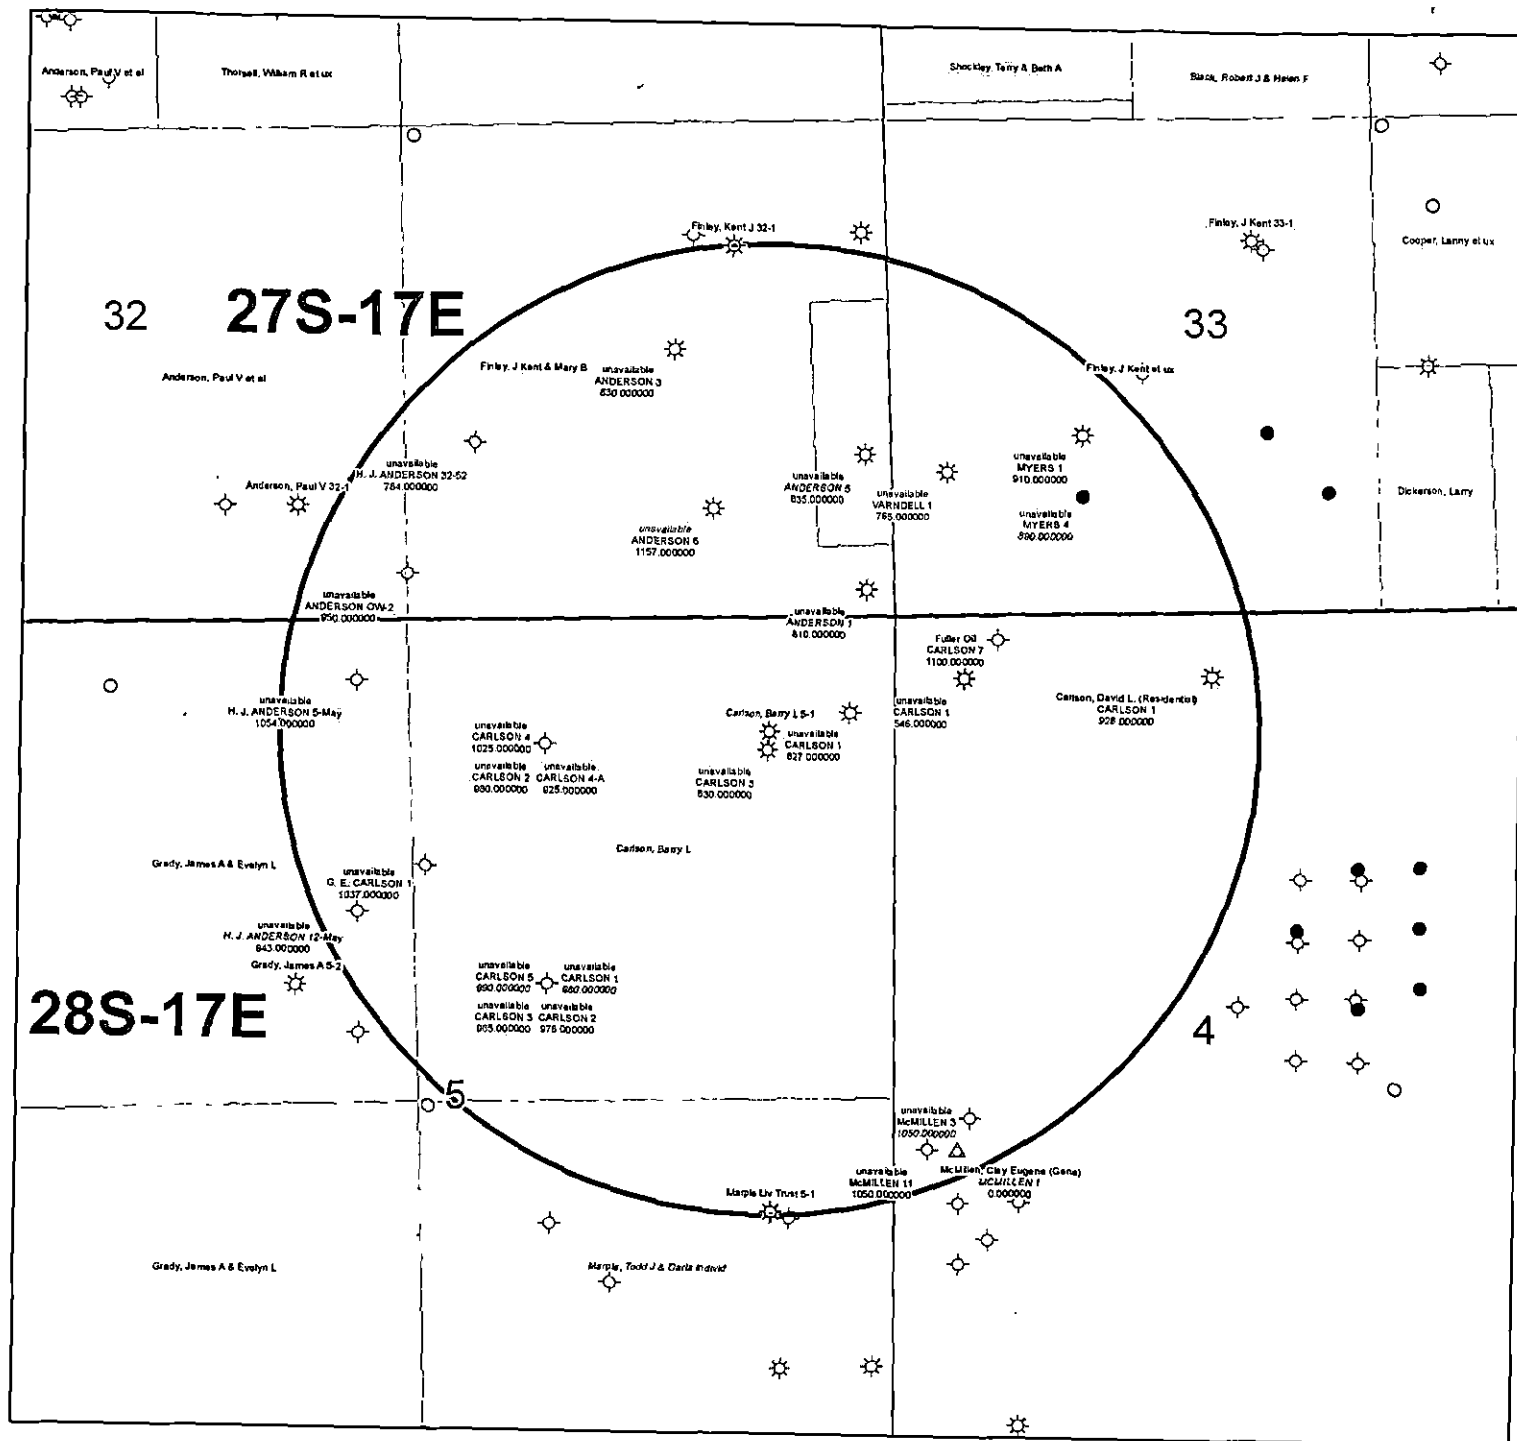 Anderson, Paul V et al
Thorsell, William R et ux
Shockley, Terry & Beth A
Black, Robert J & Helen F
Finley, Kent J 32-1
Finley, J Kent 33-1
Cooper, Lanny et ux
32
27S-17E
33
Anderson, Paul V et al
Finley, J Kent & Mary B
unavailable
ANDERSON 3
830.000000
Finley, J Kent et ux
unavailable
H. J. ANDERSON 32-52
784.000000
Anderson, Paul V 32-1
unavailable
ANDERSON 5
835.000000
unavailable
VARNDELL 1
765.000000
unavailable
MYERS 1
910.000000
unavailable
MYERS 4
890.000000
Dickerson, Larry
unavailable
ANDERSON 6
1157.000000
unavailable
ANDERSON OW-2
950.000000
unavailable
ANDERSON 1
810.000000
Fuller Oil
CARLSON 7
1100.000000
unavailable
H. J. ANDERSON 5-May
1054.000000
unavailable
CARLSON 4
1025.000000
unavailable
CARLSON 2
980.000000
unavailable
CARLSON 4-A
925.000000
Carlson, Barry L 5-1
unavailable
CARLSON 1
827.000000
unavailable
CARLSON 3
830.000000
unavailable
CARLSON 1
546.000000
Carlson, David L. (Residential)
CARLSON 1
928.000000
Carlson, Barry L
Grady, James A & Evelyn L
unavailable
G. E. CARLSON 1
1037.000000
unavailable
H. J. ANDERSON 12-May
843.000000
Grady, James A 5-2
unavailable
CARLSON 5
990.000000
unavailable
CARLSON 1
980.000000
unavailable
CARLSON 3
965.000000
unavailable
CARLSON 2
976.000000
28S-17E
4
5
unavailable
McMILLEN 3
1050.000000
unavailable
McMILLEN 11
1050.000000
McMillen, Clay Eugene (Gene)
MCMILLEN 1
0.000000
Marple Liv Trust 5-1
Grady, James A & Evelyn L
Marple, Todd J & Carla Individ